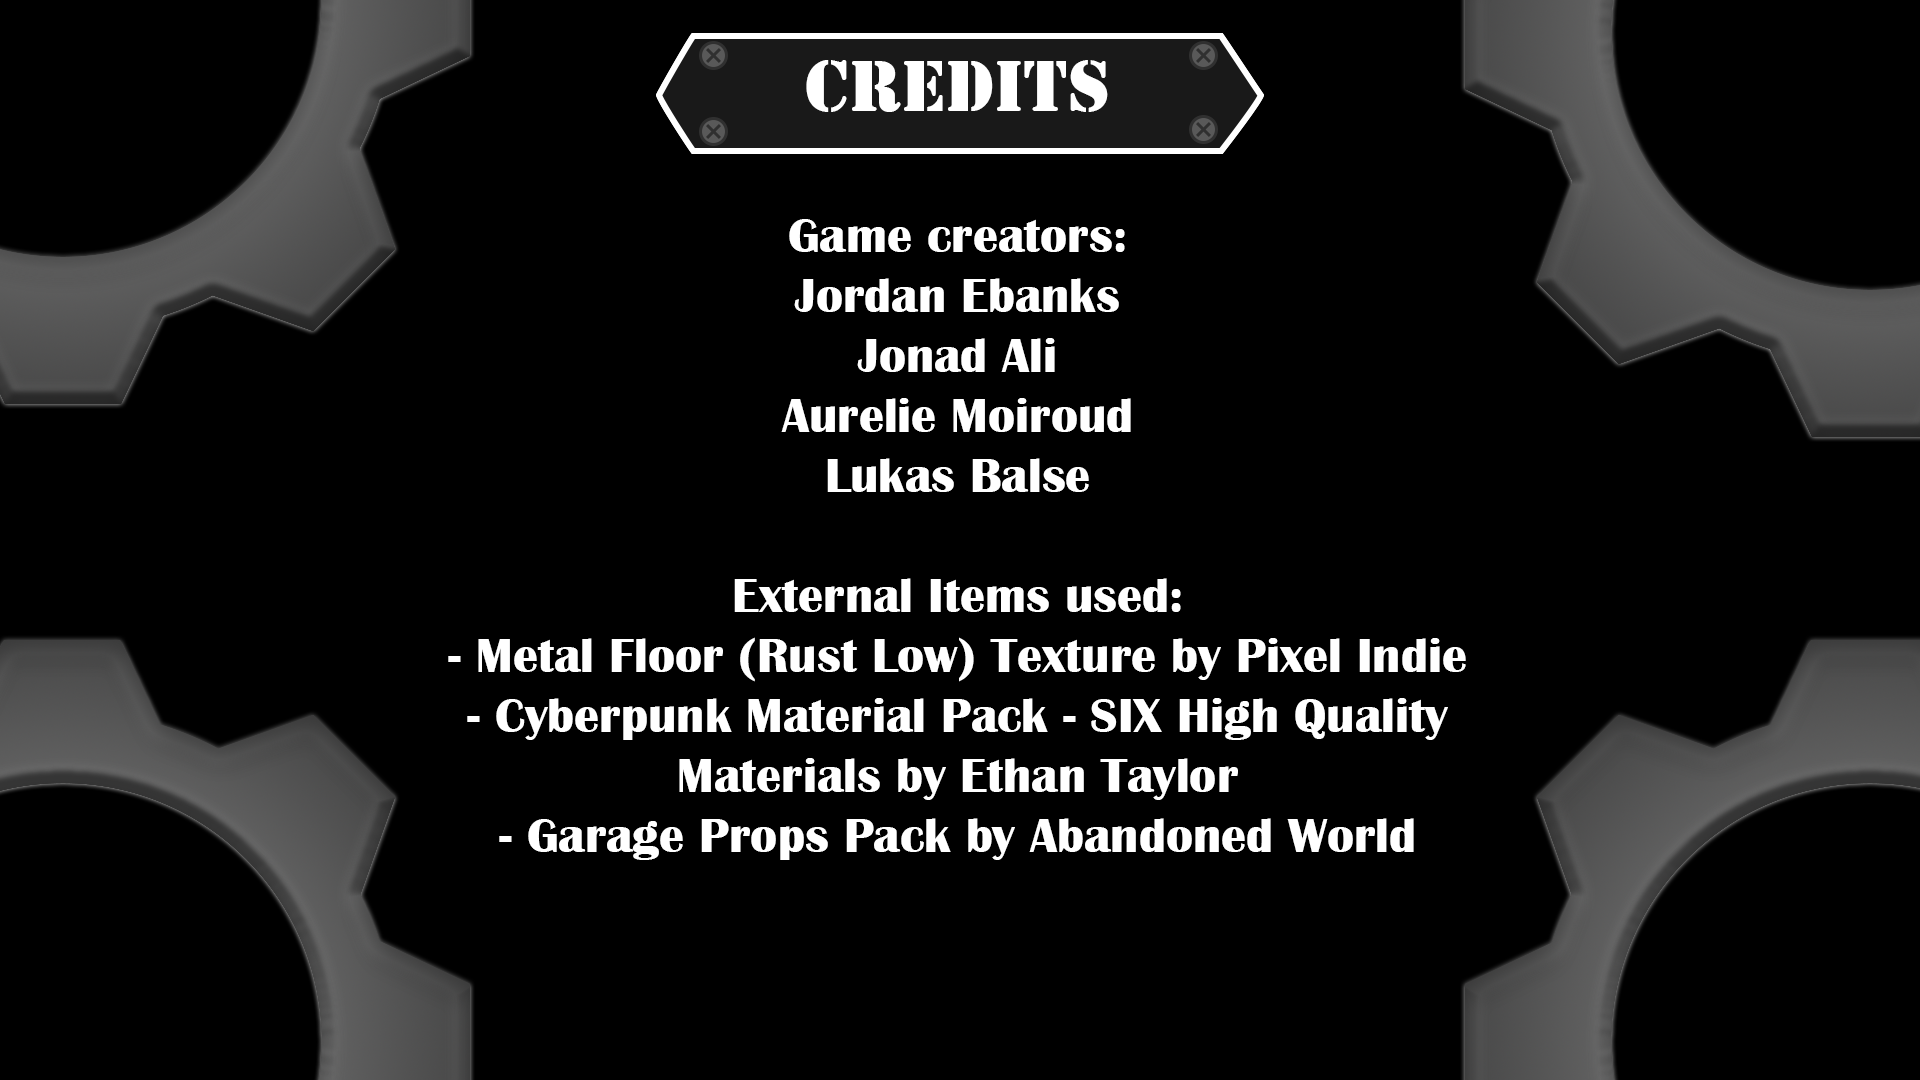 CREDITS
Game creators:
Jordan Ebanks
Jonad Ali
Aurelie Moiroud
Lukas Balse
External Items used:
- Metal Floor (Rust Low) Texture by Pixel Indie
- Cyberpunk Material Pack - SIX High Quality
Materials by Ethan Taylor
- Garage Props Pack by Abandoned World